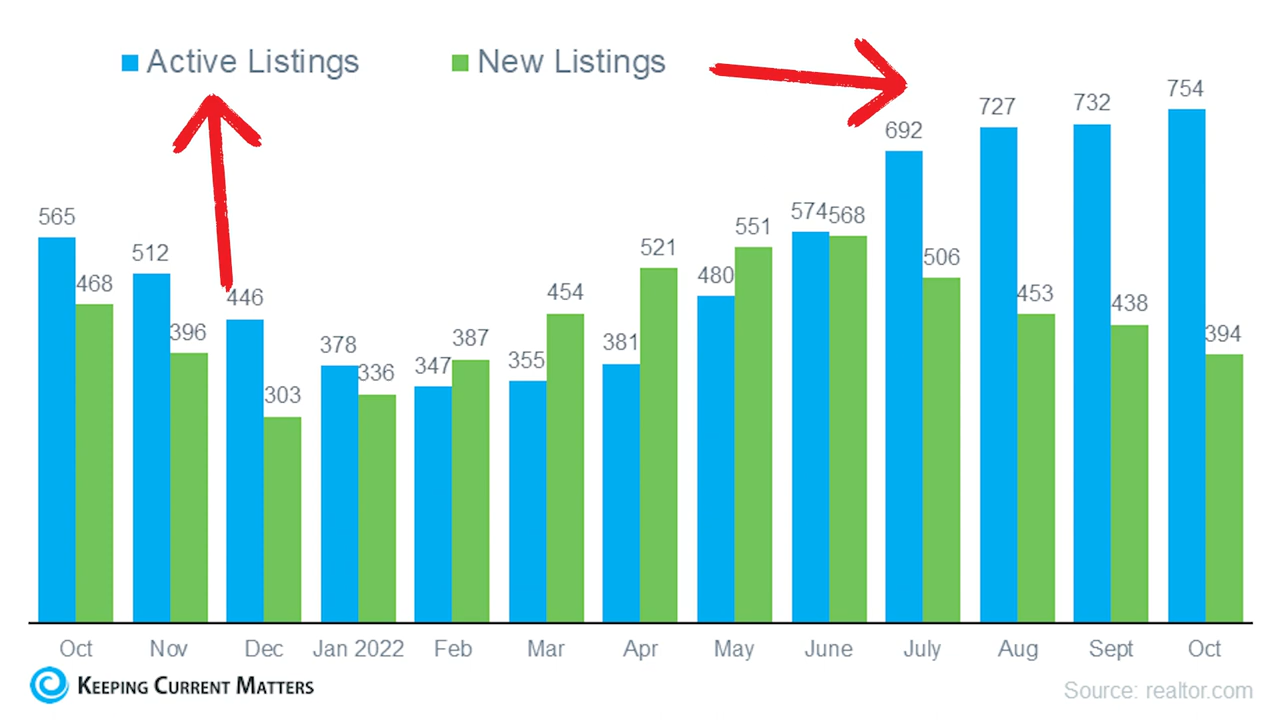 Active Listings New Listings
565 468 512 396 446 303 378 336 347 387 355 454 381 521 480 551 574 568 692 506 727 453 732 438 754 394
Oct Nov Dec Jan 2022 Feb Mar Apr May June July Aug Sept Oct
KEEPING CURRENT MATTERS
Source: realtor.com